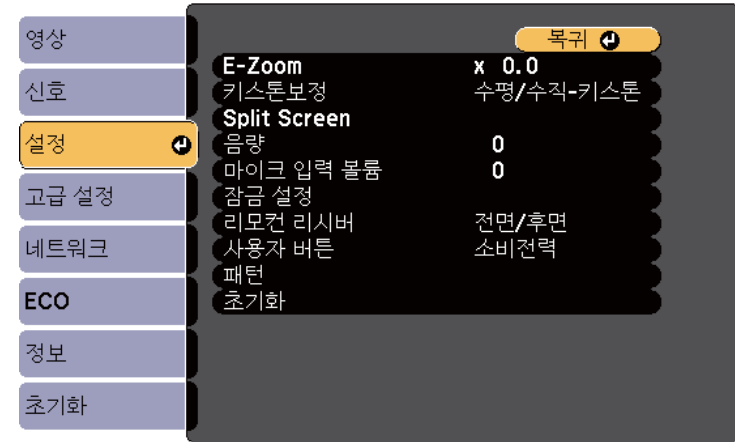 영상
신호
설정
고급 설정
네트워크
ECO
정보
초기화
복귀
E-Zoom x 0.0
키스톤보정 수평/수직-키스톤
Split Screen
음량 0
마이크 입력 볼륨 0
잠금 설정
리모컨 리시버 전면/후면
사용자 버튼 소비전력
패턴
초기화